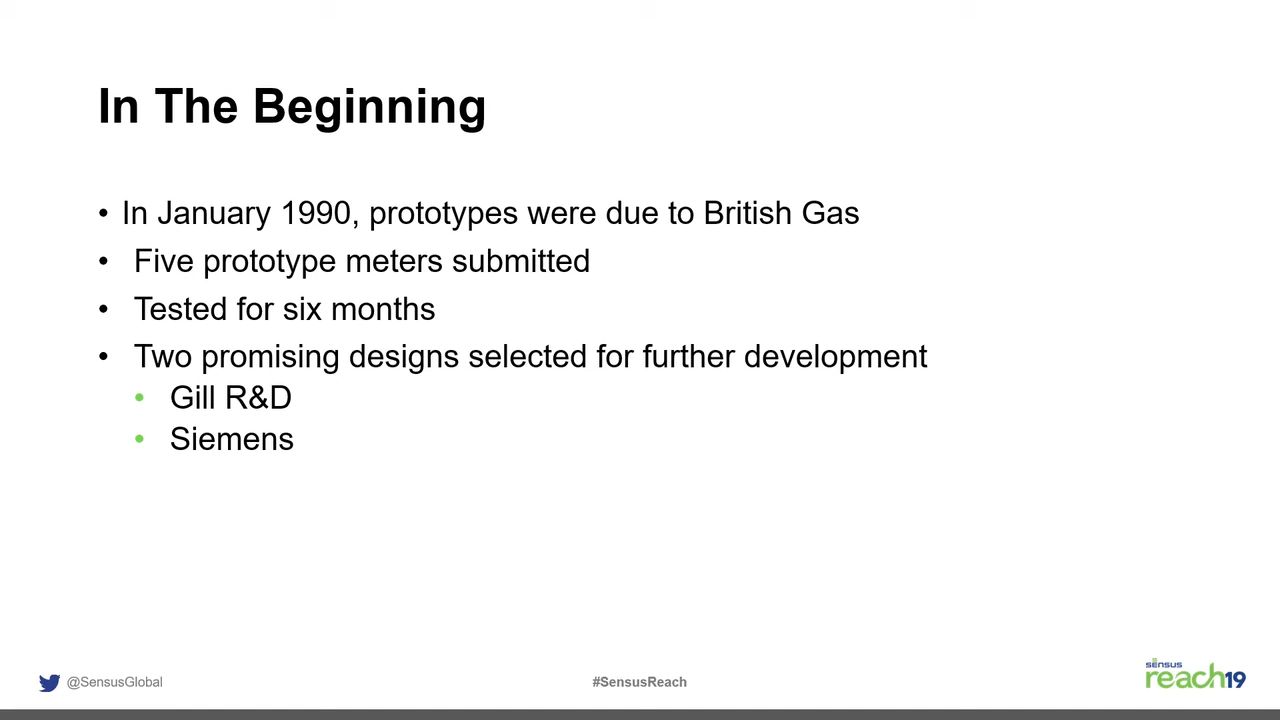 In The Beginning
• In January 1990, prototypes were due to British Gas
• Five prototype meters submitted
• Tested for six months
• Two promising designs selected for further development
• Gill R&D
• Siemens
@SensusGlobal
#SensusReach
sensus
reach19